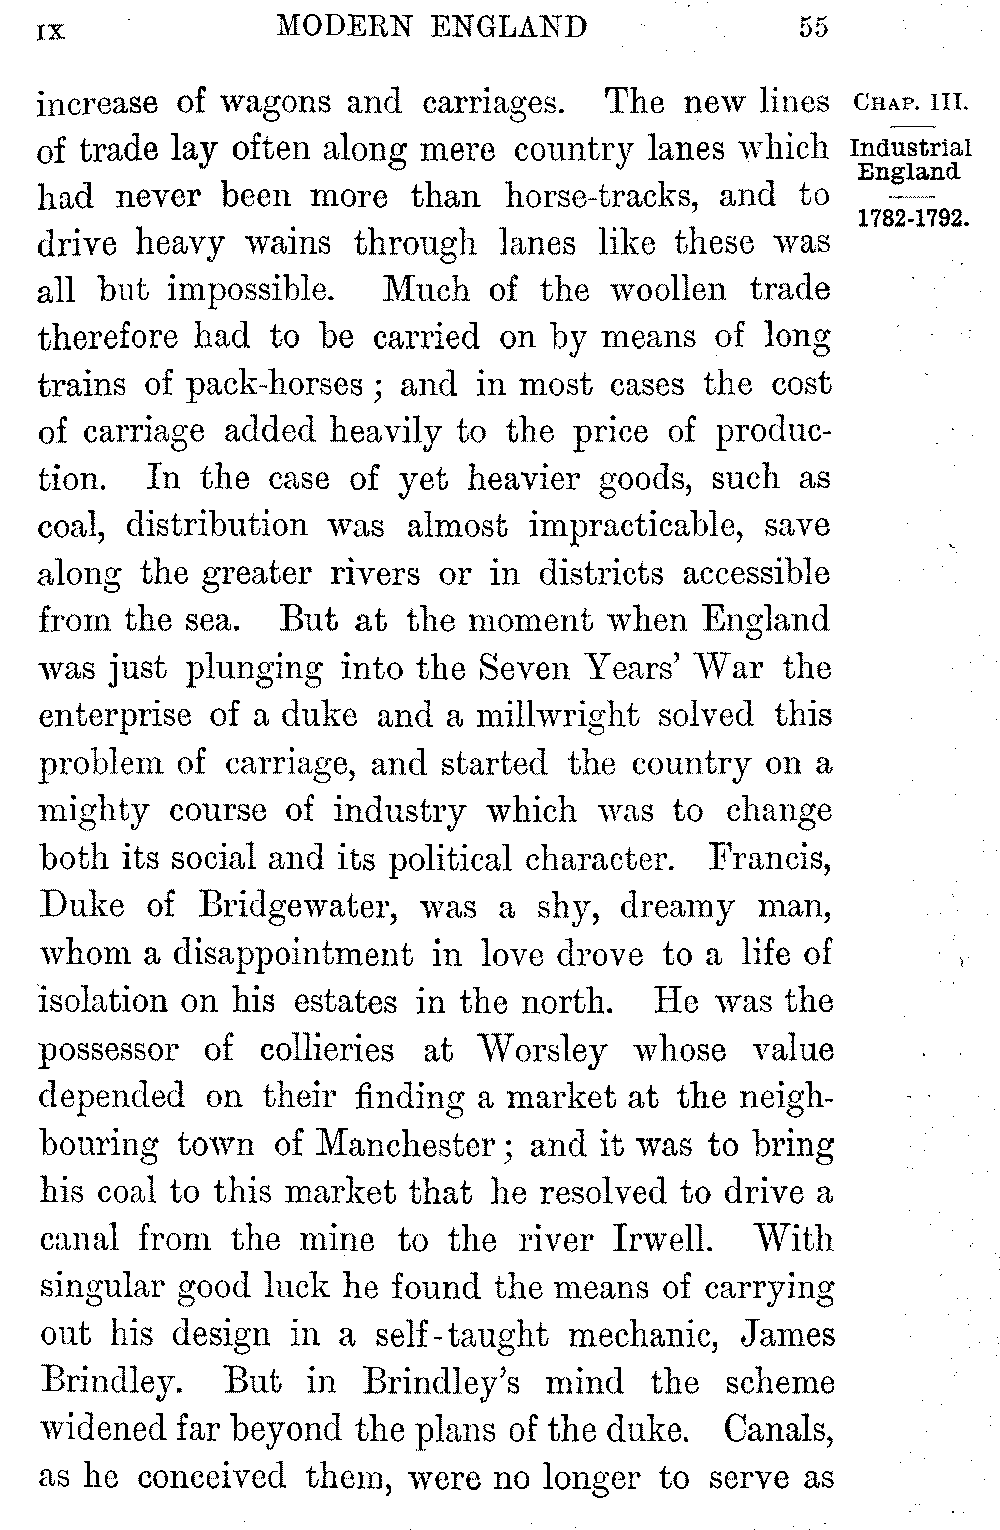 IX MODERN ENGLAND 55
increase of wagons and carriages. The new lines
of trade lay often along mere country lanes which
had never been more than horse-tracks, and to
drive heavy wains through lanes like these was
all but impossible. Much of the woollen trade
therefore had to be carried on by means of long
trains of pack-horses ; and in most cases the cost
of carriage added heavily to the price of produc-
tion. In the case of yet heavier goods, such as
coal, distribution was almost impracticable, save
along the greater rivers or in districts accessible
from the sea. But at the moment when England
was just plunging into the Seven Years' War the
enterprise of a duke and a millwright solved this
problem of carriage, and started the country on a
mighty course of industry which was to change
both its social and its political character. Francis,
Duke of Bridgewater, was a shy, dreamy man,
whom a disappointment in love drove to a life of
isolation on his estates in the north. He was the
possessor of collieries at Worsley whose value
depended on their finding a market at the neigh-
bouring town of Manchester ; and it was to bring
his coal to this market that he resolved to drive a
canal from the mine to the river Irwell. With
singular good luck he found the means of carrying
out his design in a self-taught mechanic, James
Brindley. But in Brindley's mind the scheme
widened far beyond the plans of the duke. Canals,
as he conceived them, were no longer to serve as
CHAP. III.
Industrial
England
1782-1792.